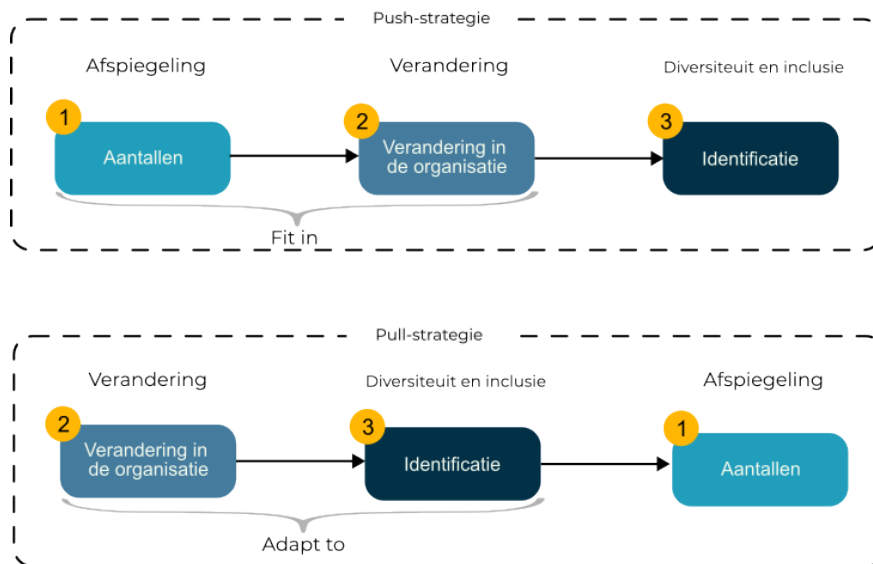 Push-strategie
Afspiegeling
Verandering
Diversiteuit en inclusie
1
2
3
Aantallen
Verandering in
de organisatie
Identificatie
Fit in
Pull-strategie
Verandering
Diversiteuit en inclusie
Afspiegeling
2
3
1
Verandering in
de organisatie
Identificatie
Aantallen
Adapt to